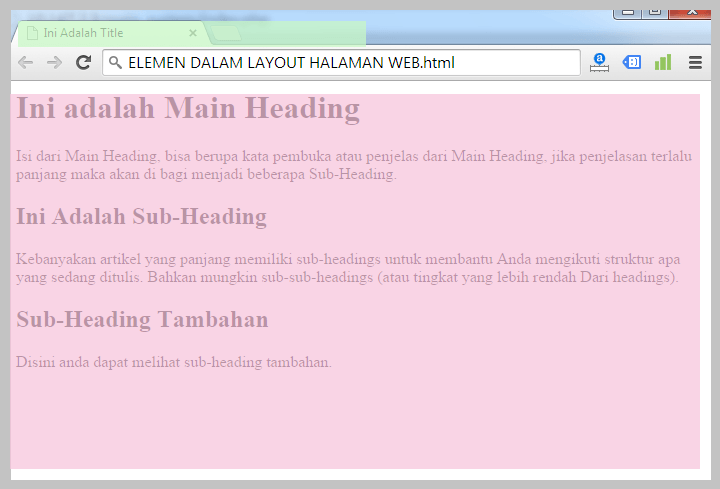 Ini Adalah Title
ELEMEN DALAM LAYOUT HALAMAN WEB.html
Ini adalah Main Heading
Isi dari Main Heading, bisa berupa kata pembuka atau penjelas dari Main Heading, jika penjelasan terlalu
panjang maka akan di bagi menjadi beberapa Sub-Heading.
Ini Adalah Sub-Heading
Kebanyakan artikel yang panjang memiliki sub-headings untuk membantu Anda mengikuti struktur apa
yang sedang ditulis. Bahkan mungkin sub-sub-headings (atau tingkat yang lebih rendah Dari headings).
Sub-Heading Tambahan
Disini anda dapat melihat sub-heading tambahan.